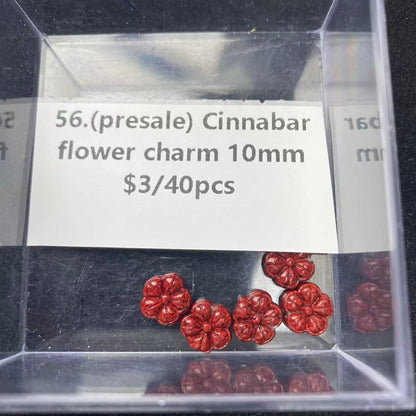 56.(presale) Cinnabar
flower charm 10mm
$3/40pcs